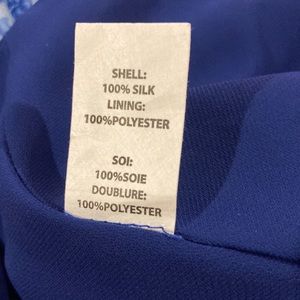 SHELL:
100% SILK
LINING:
100%POLYESTER
SOI:
100%SOIE
DOUBLURE:
100%POLYESTER